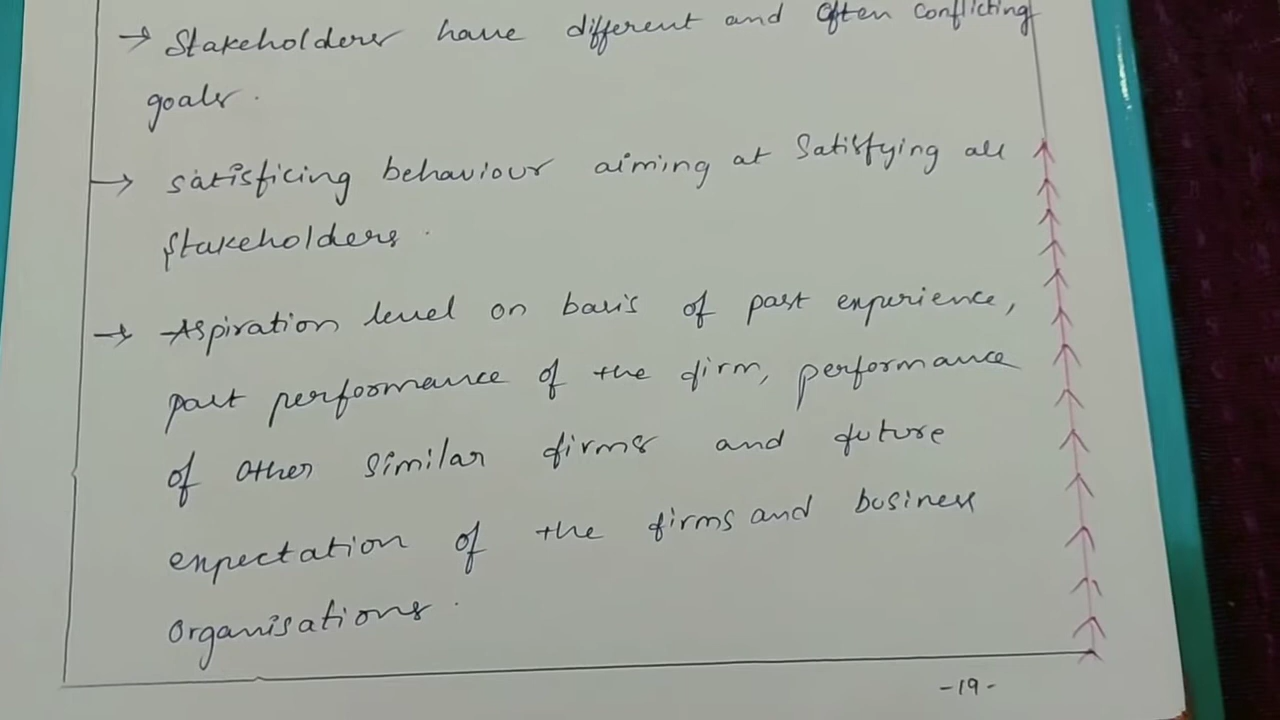 → Stakeholders have different and Often conflicting
goals.
→ satisficing behaviour aiming at Satisfying all
stakeholders.
→ Aspiration level on basis of past experience,
past performance of the firm, performance
of Other similar firms and future
expectation of the firms and business
Organisations.
-19-